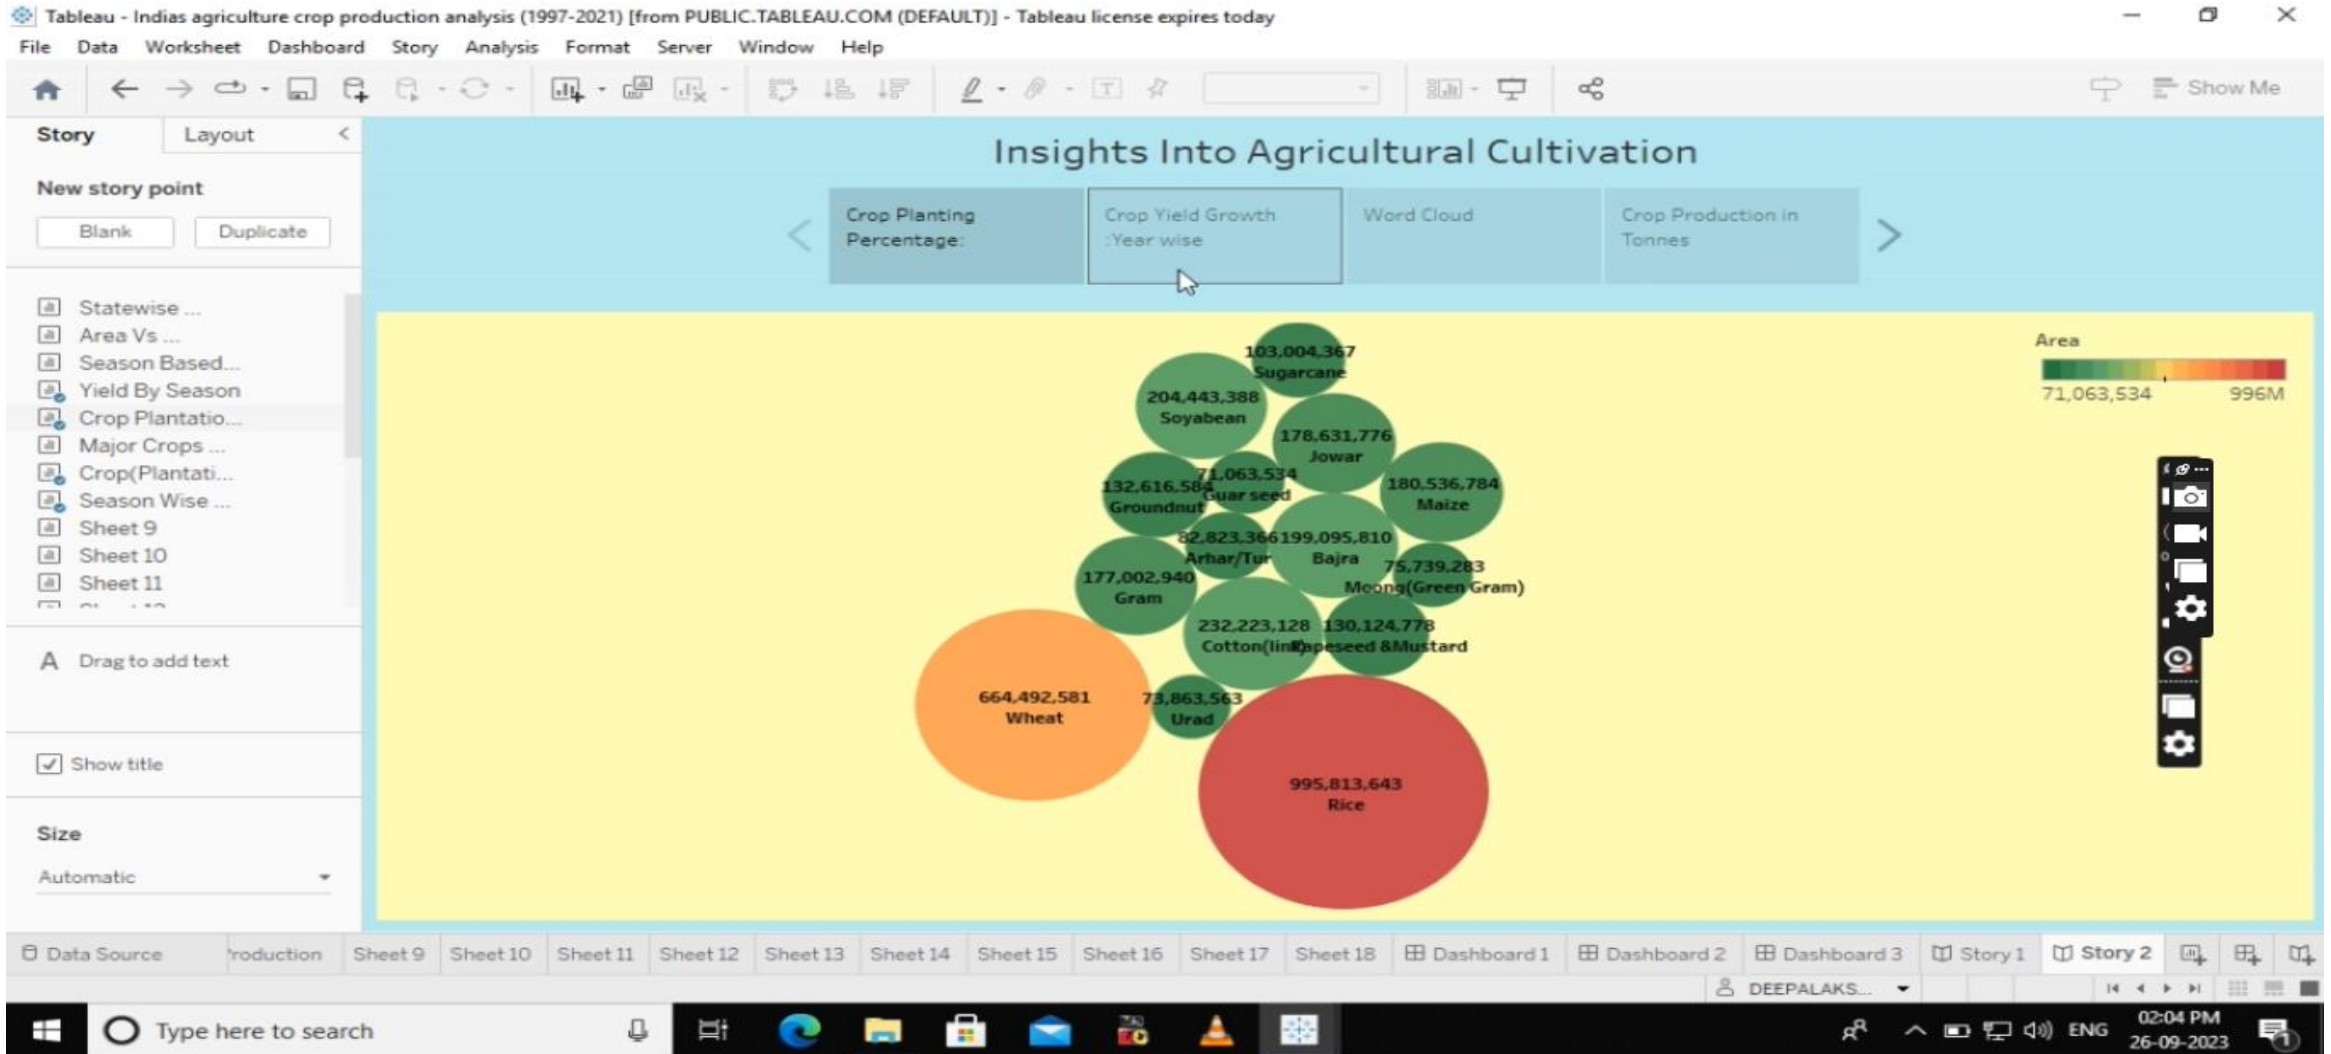 Tableau - Indias agriculture crop production analysis (1997-2021) [from PUBLIC.TABLEAU.COM (DEFAULT)] - Tableau license expires today
File Data Worksheet Dashboard Story Analysis Format Server Window Help
Show Me
Story Layout
New story point
Blank Duplicate
Statewise ...
Area Vs ...
Season Based...
Yield By Season
Crop Plantatio...
Major Crops ...
Crop(Plantati...
Season Wise ...
Sheet 9
Sheet 10
Sheet 11
A Drag to add text
Show title
Size
Automatic
Insights Into Agricultural Cultivation
Crop Planting
Percentage:
Crop Yield Growth
:Year wise
Word Cloud
Crop Production in
Tonnes
Area
71,063,534 996M
103,004,367
Sugarcane
204,443,388
Soyabean
178,631,776
Jowar
71,063,534
Guar seed
132,616,584
Groundnut
180,536,784
Maize
82,823,366
Arhar/Tur
199,095,810
Bajra
75,739,283
Moong(Green Gram)
177,002,940
Gram
232,223,128
Cotton(lint)
130,124,778
Rapeseed &Mustard
664,492,581
Wheat
73,863,563
Urad
995,813,643
Rice
Data Source roduction Sheet 9 Sheet 10 Sheet 11 Sheet 12 Sheet 13 Sheet 14 Sheet 15 Sheet 16 Sheet 17 Sheet 18 Dashboard 1 Dashboard 2 Dashboard 3 Story 1 Story 2
DEEPALAKS...
Type here to search
ENG
02:04 PM
26-09-2023